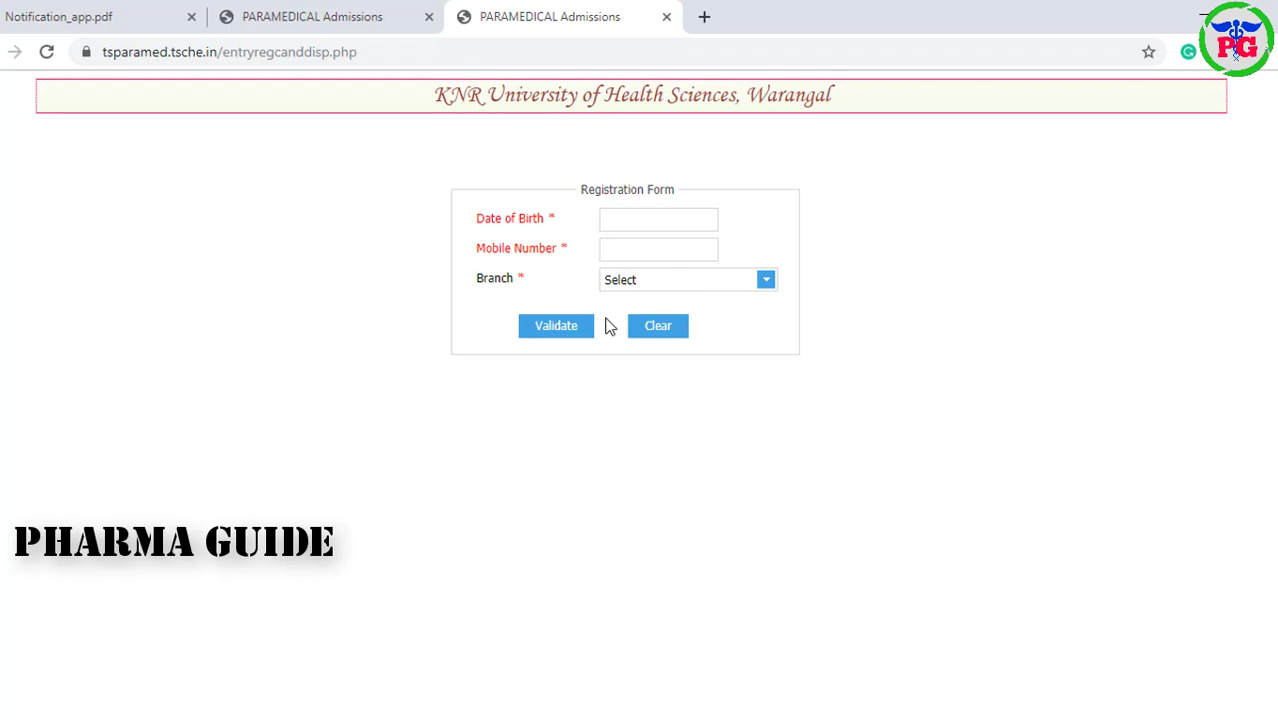 Notification_app.pdf
PARAMEDICAL Admissions
PARAMEDICAL Admissions
tsparamed.tsche.in/entryregcanddisp.php
PG
KNR University of Health Sciences, Warangal
Registration Form
Date of Birth *
Mobile Number *
Branch * Select
Validate Clear
PHARMA GUIDE